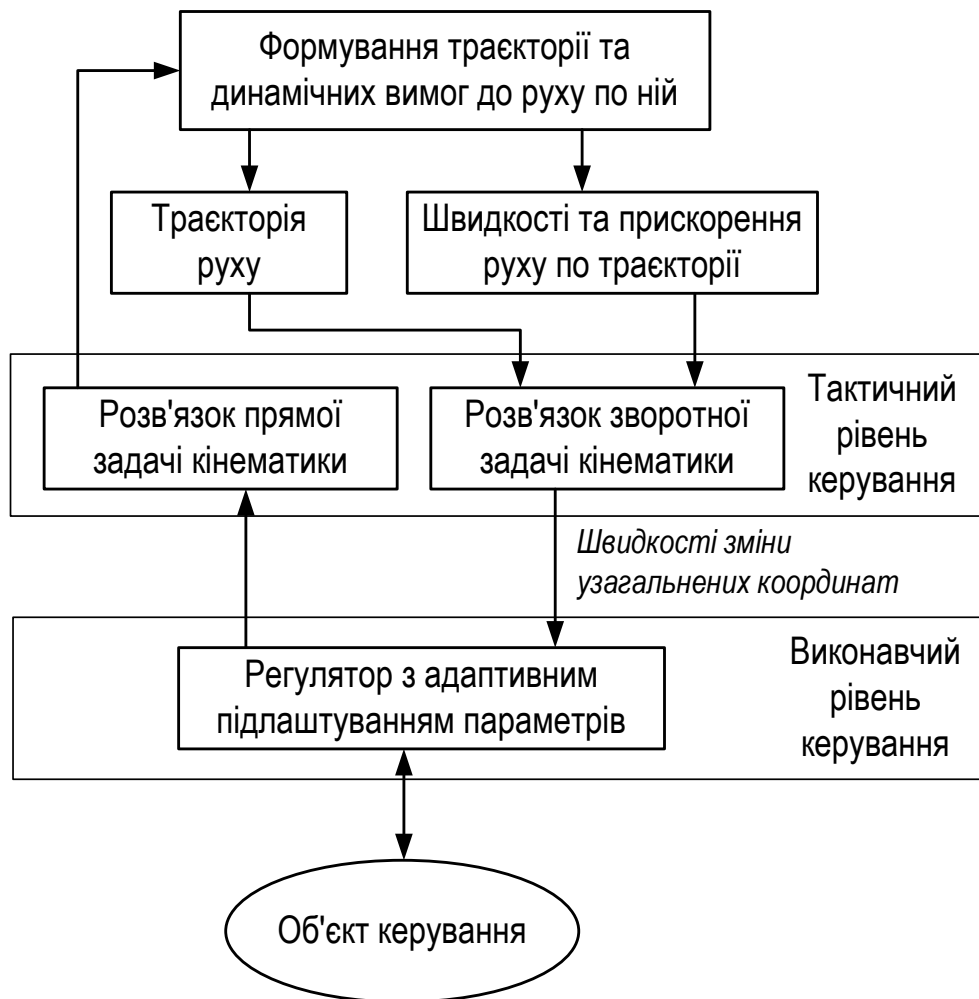 Формування траєкторії та
динамічних вимог до руху по ній
Траєкторія
руху
Швидкості та прискорення
руху по траєкторії
Розв'язок прямої
задачі кінематики
Розв'язок зворотної
задачі кінематики
Тактичний
рівень
керування
Швидкості зміни
узагальнених координат
Регулятор з адаптивним
підлаштуванням параметрів
Виконавчий
рівень
керування
Об'єкт керування